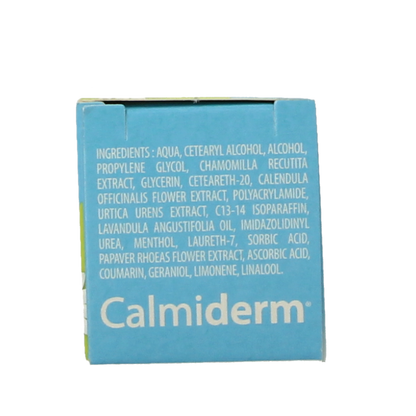 INGREDIENTS : AQUA, CETEARYL ALCOHOL, ALCOHOL,
PROPYLENE GLYCOL, CHAMOMILLA RECUTITA
EXTRACT, GLYCERIN, CETEARETH-20, CALENDULA
OFFICINALIS FLOWER EXTRACT, POLYACRYLAMIDE,
URTICA URENS EXTRACT, C13-14 ISOPARAFFIN,
LAVANDULA ANGUSTIFOLIA OIL, IMIDAZOLIDINYL
UREA, MENTHOL, LAURETH-7, SORBIC ACID,
PAPAVER RHOEAS FLOWER EXTRACT, ASCORBIC ACID,
COUMARIN, GERANIOL, LIMONENE, LINALOOL.
Calmiderm®